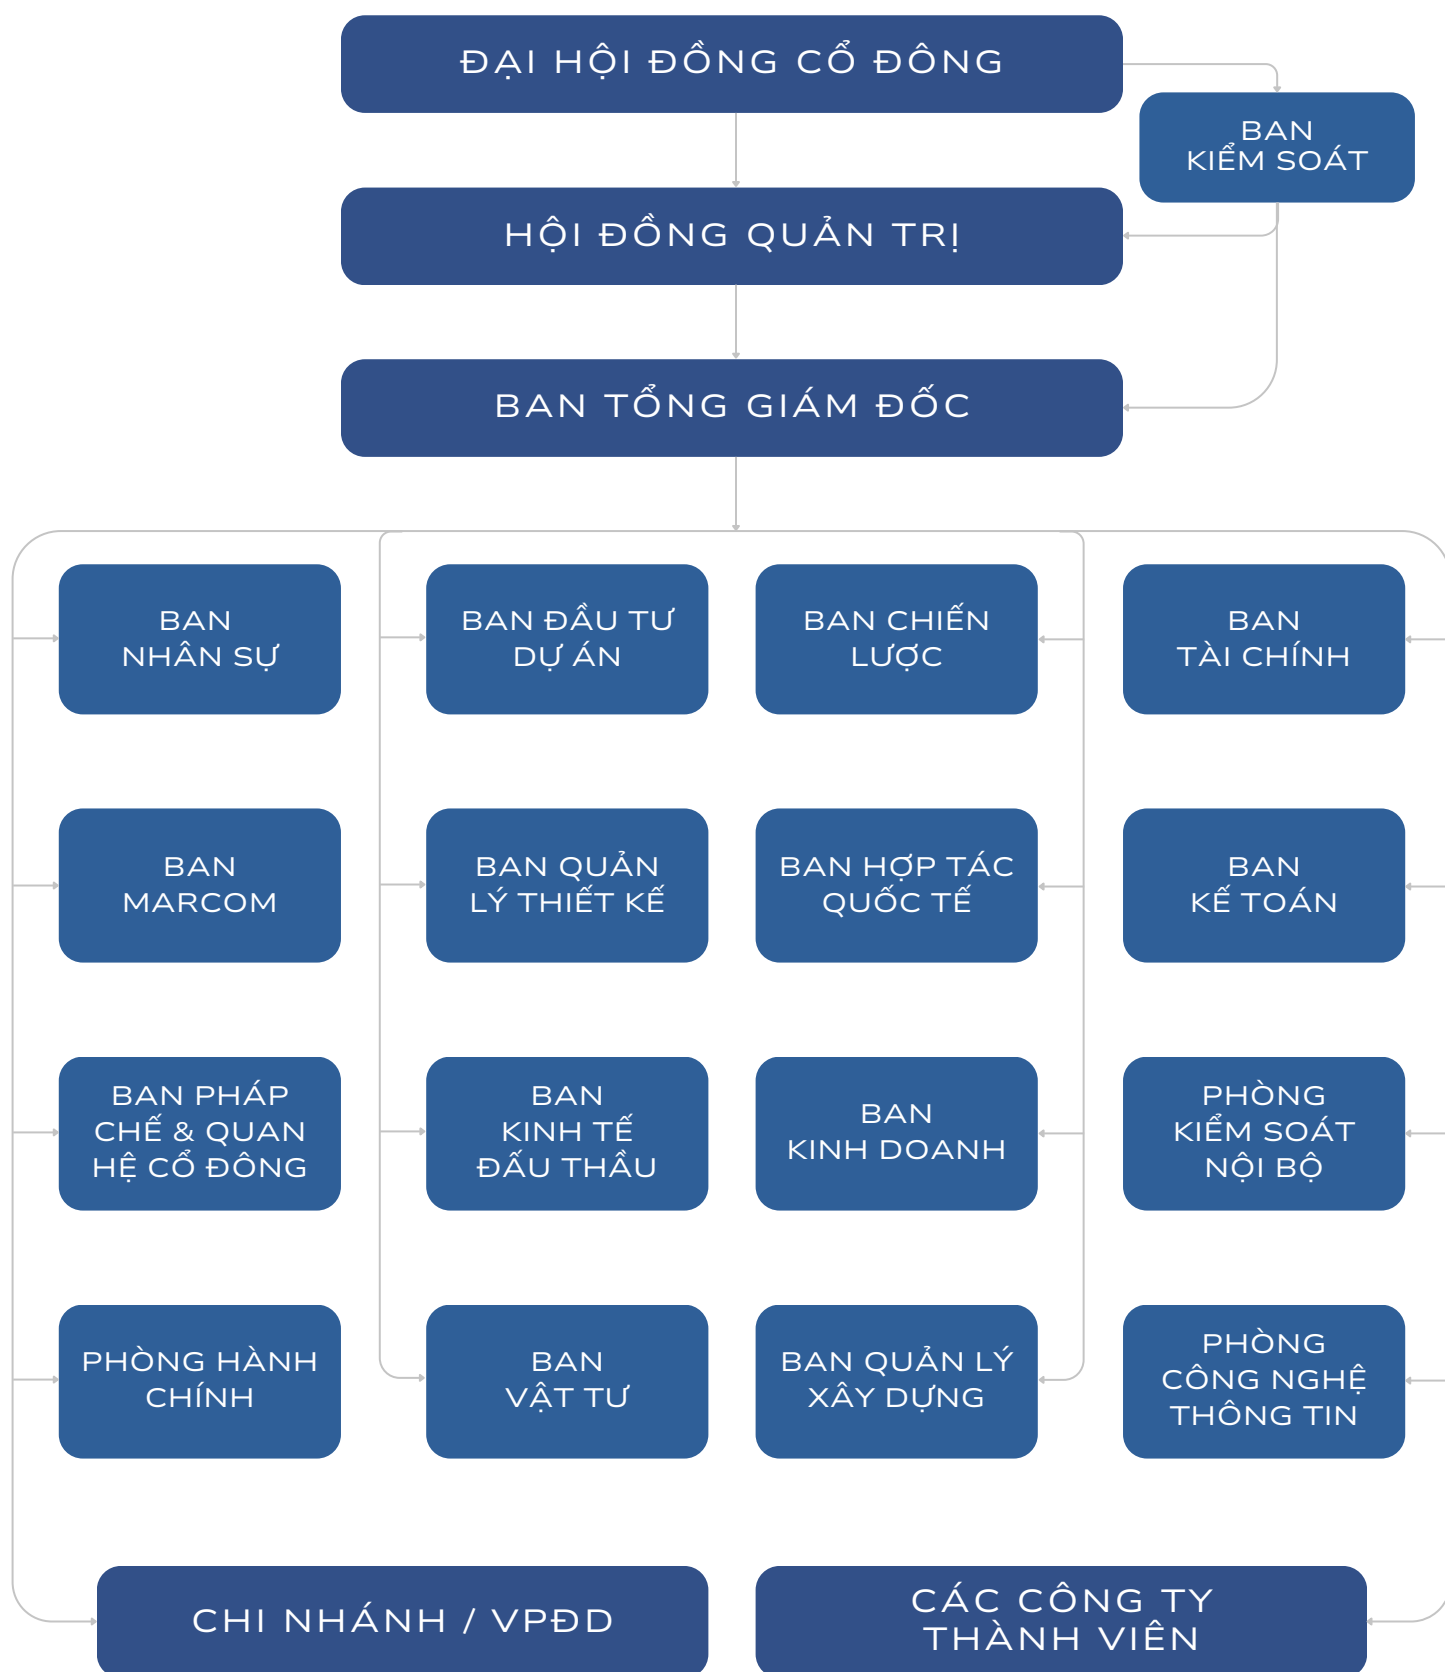 ĐẠI HỘI ĐỒNG CỔ ĐÔNG
BAN
KIỂM SOÁT
HỘI ĐỒNG QUẢN TRỊ
BAN TỔNG GIÁM ĐỐC
BAN
NHÂN SỰ
BAN ĐẦU TƯ
DỰ ÁN
BAN CHIẾN
LƯỢC
BAN
TÀI CHÍNH
BAN
MARCOM
BAN QUẢN
LÝ THIẾT KẾ
BAN HỢP TÁC
QUỐC TẾ
BAN
KẾ TOÁN
BAN PHÁP
CHẾ & QUAN
HỆ CỔ ĐÔNG
BAN
KINH TẾ
ĐẤU THẦU
BAN
KINH DOANH
PHÒNG
KIỂM SOÁT
NỘI BỘ
PHÒNG HÀNH
CHÍNH
BAN
VẬT TƯ
BAN QUẢN LÝ
XÂY DỰNG
PHÒNG
CÔNG NGHỆ
THÔNG TIN
CHI NHÁNH / VPĐD
CÁC CÔNG TY
THÀNH VIÊN